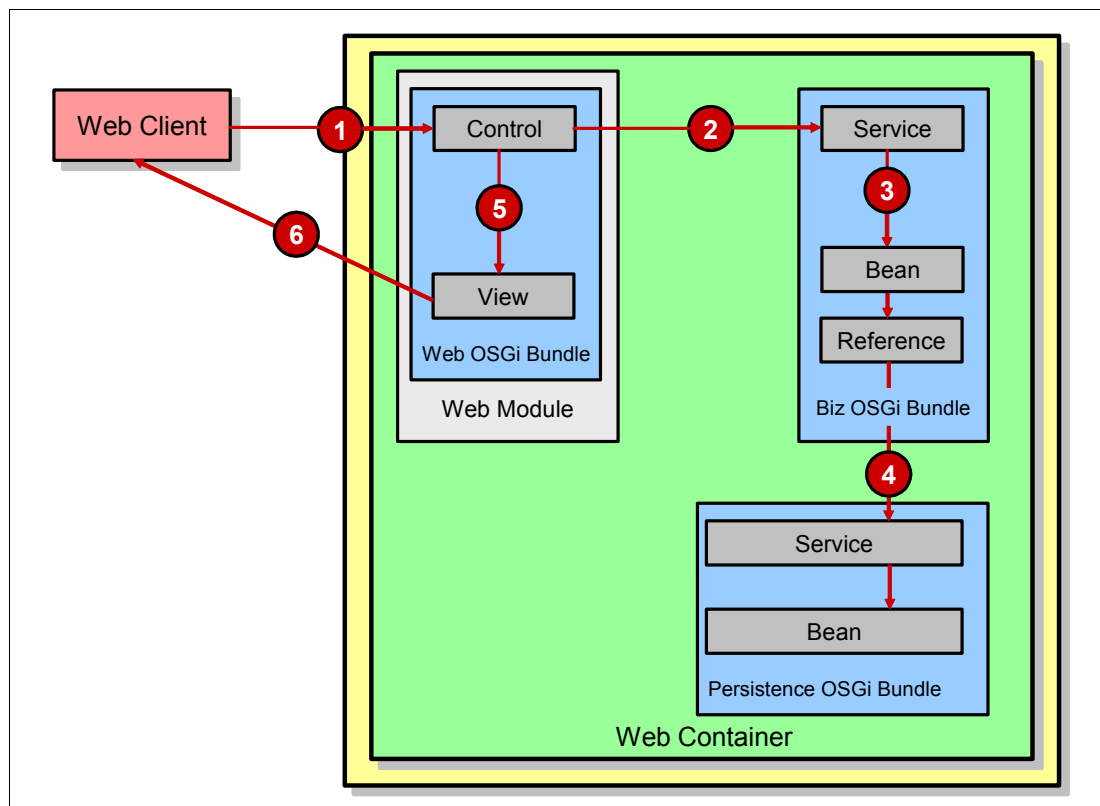 Web Client
1
Control
2
Service
3
5
6
Bean
View
Reference
Web OSGi Bundle
Web Module
Biz OSGi Bundle
4
Service
Bean
Persistence OSGi Bundle
Web Container